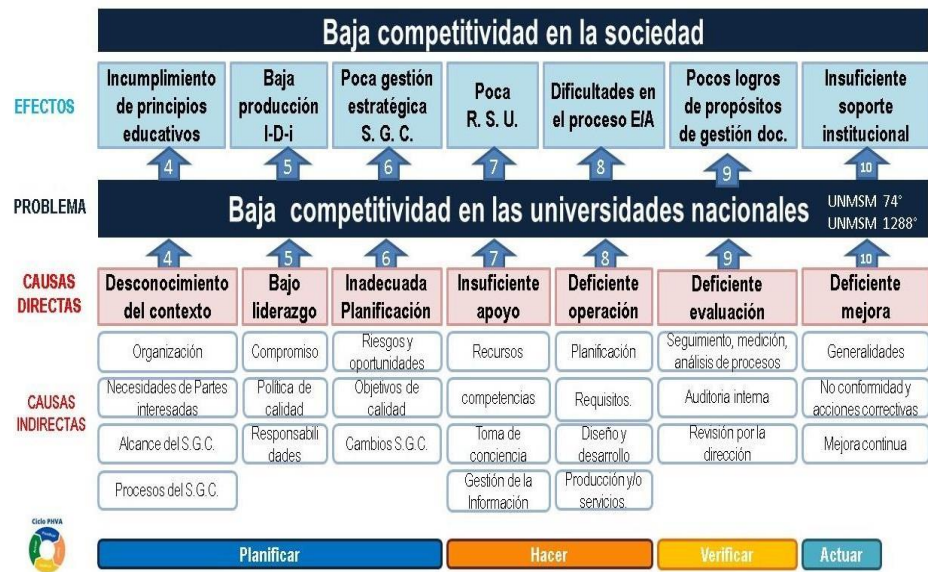 Baja competitividad en la sociedad
EFECTOS
Incumplimiento
de principios
educativos
Baja
producción
I-D-i
Poca gestión
estratégica
S. G. C.
Poca
R. S. U.
Dificultades en
el proceso E/A
Pocos logros
de propósitos
de gestión doc.
Insuficiente
soporte
institucional
4
5
6
7
8
9
10
PROBLEMA
Baja competitividad en las universidades nacionales
UNMSM 74°
UNMSM 1288°
4
5
6
7
8
9
10
CAUSAS
DIRECTAS
Desconocimiento
del contexto
Bajo
liderazgo
Inadecuada
Planificación
Insuficiente
apoyo
Deficiente
operación
Deficiente
evaluación
Deficiente
mejora
CAUSAS
INDIRECTAS
Organización
Compromiso
Riesgos y
oportunidades
Recursos
Planificación
Seguimiento, medición,
análisis de procesos
Generalidades
Necesidades de Partes
interesadas
Política de
calidad
Objetivos de
calidad
competencias
Requisitos.
Auditoria interna
No conformidad y
acciones correctivas
Alcance del S.G.C.
Responsabili
dades
Cambios S.G.C.
Toma de
conciencia
Diseño y
desarrollo
Revisión por la
dirección
Mejora continua
Procesos del S.G.C.
Gestión de la
Información
Producción y/o
servicios.
Ciclo PHVA
Planificar
Hacer
Verificar
Actuar